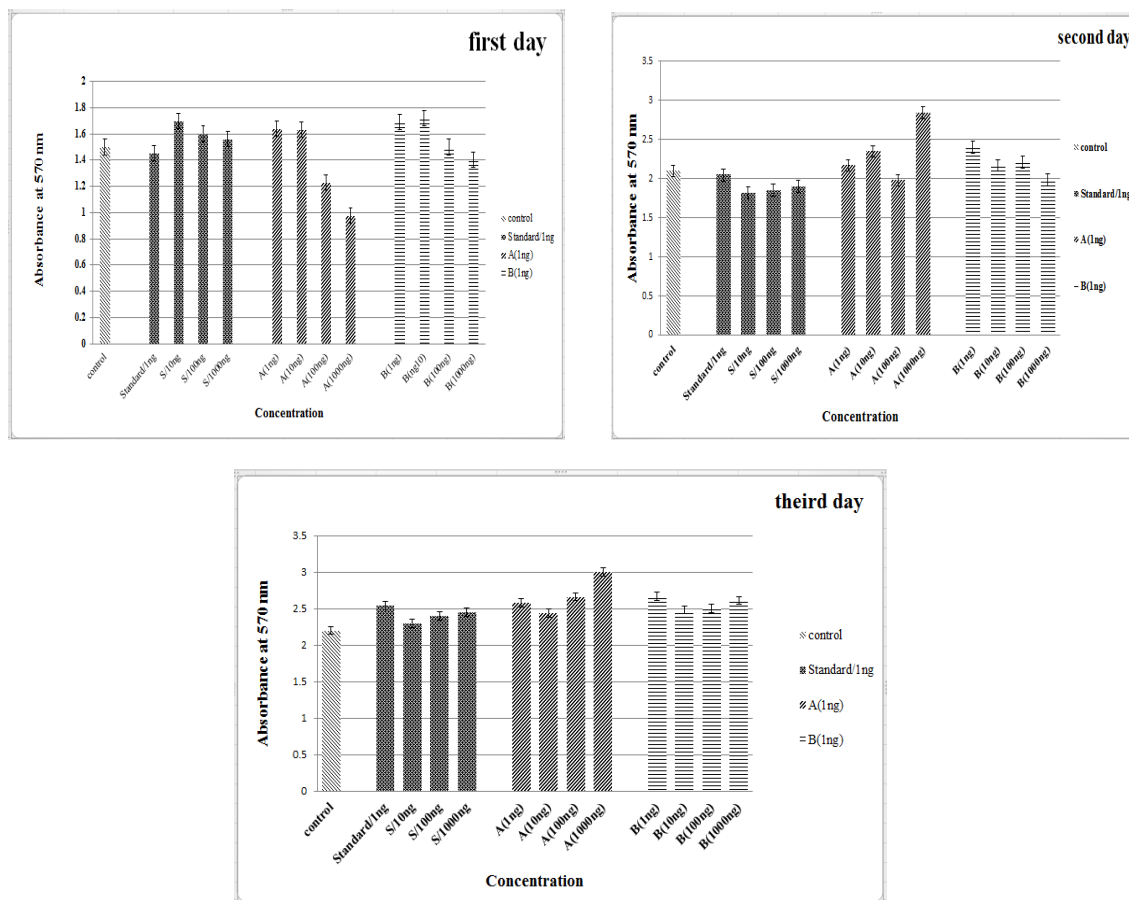 first day
Absorbance at 570 nm
2
1.8
1.6
1.4
1.2
1
0.8
0.6
0.4
0.2
0
control
Standard/1ng
S/10ng
S/100ng
S/1000ng
A(1ng)
A(10ng)
A(100ng)
A(1000ng)
B(1ng)
B(ng10)
B(100ng)
B(1000ng)
Concentration
control
Standard/1ng
A(1ng)
B(1ng)
second day
Absorbance at 570 nm
3.5
3
2.5
2
1.5
1
0.5
0
control
Standard/1ng
S/10ng
S/100ng
S/1000ng
A(1ng)
A(10ng)
A(100ng)
A(1000ng)
B(1ng)
B(10ng)
B(100ng)
B(1000ng)
Concentration
control
Standard/1ng
A(1ng)
B(1ng)
theird day
Absorbance at 570 nm
3.5
3
2.5
2
1.5
1
0.5
0
control
Standard/1ng
S/10ng
S/100ng
S/1000ng
A(1ng)
A(10ng)
A(100ng)
A(1000ng)
B(1ng)
B(10ng)
B(100ng)
B(1000ng)
Concentration
control
Standard/1ng
A(1ng)
B(1ng)